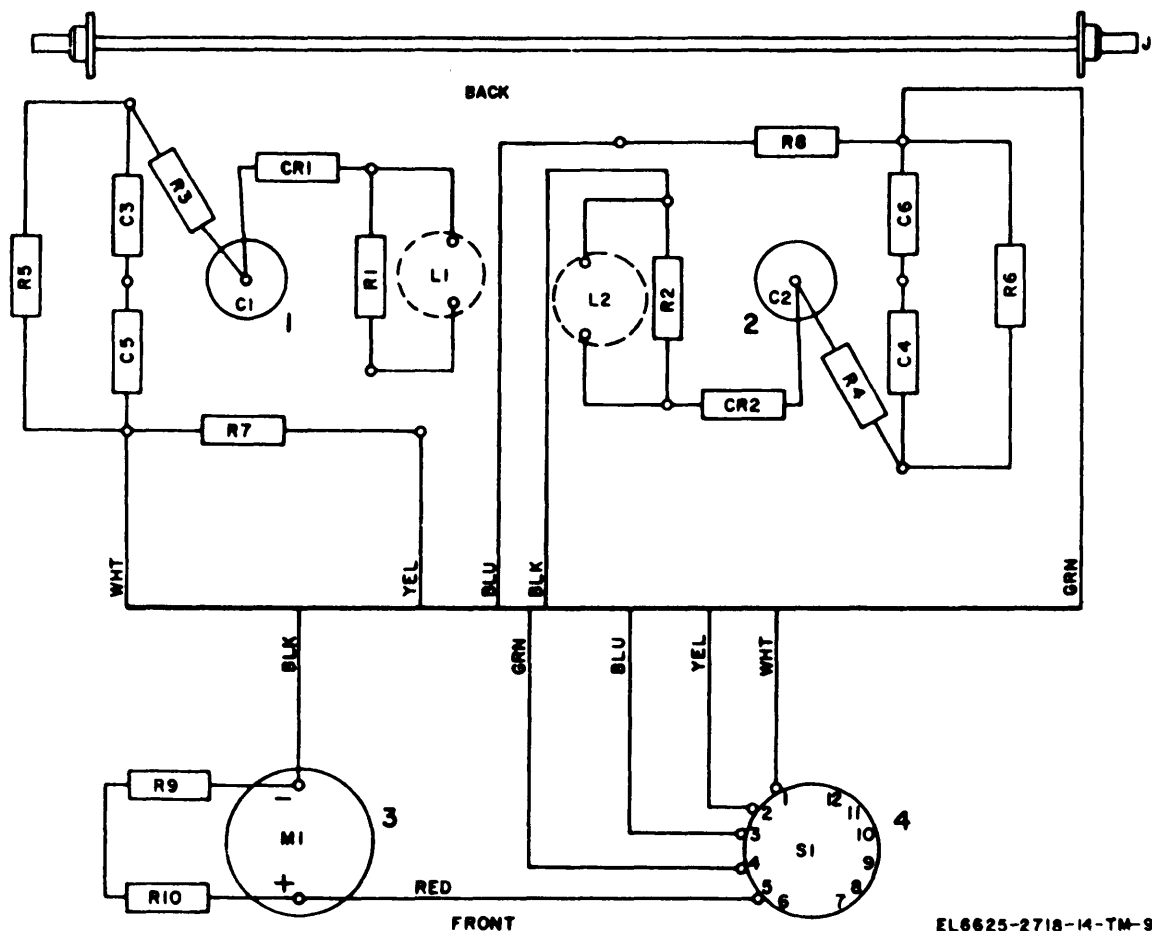 J
BACK
R8
CR1
R3
C3
C6
R5
R1
L1
L2
R2
C1
C2
R6
1
2
C5
C4
R4
CR2
R7
WHT
YEL
BLU
BLK
GRN
BLK
GRN
BLU
YEL
WHT
R9
-
3
1
12
2
11
4
M1
3
10
S1
4
9
+
5
8
R10
RED
6
7
FRONT
EL6625-2718-14-TM-9